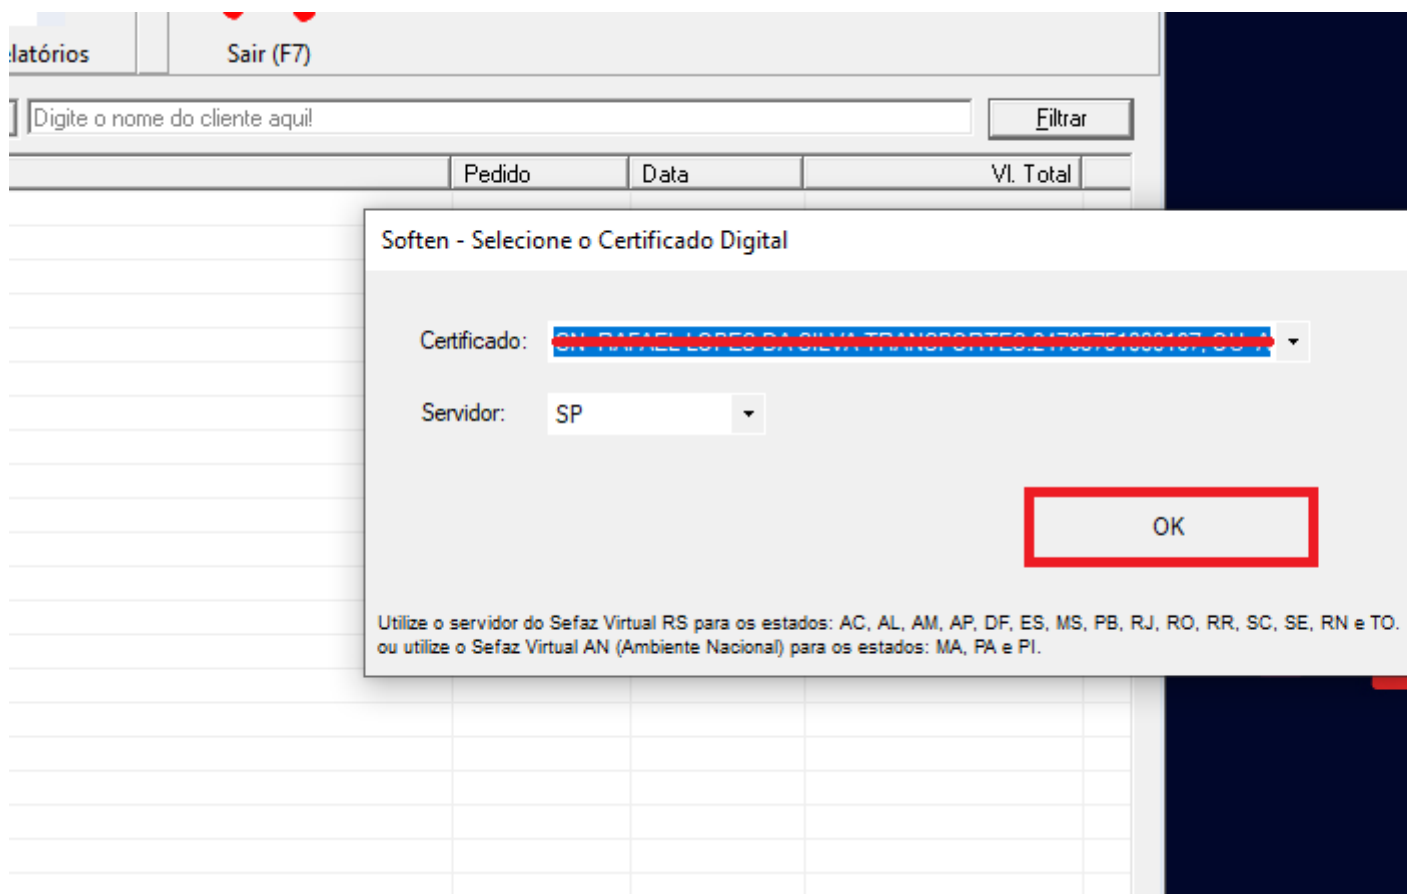 elatórios
Sair (F7)
Digite o nome do cliente aqui!
Filtrar
Pedido Data Vl. Total
Soften - Selecione o Certificado Digital
Certificado:
Servidor: SP
OK
Utilize o servidor do Sefaz Virtual RS para os estados: AC, AL, AM, AP, DF, ES, MS, PB, RJ, RO, RR, SC, SE, RN e TO.
ou utilize o Sefaz Virtual AN (Ambiente Nacional) para os estados: MA, PA e PI.